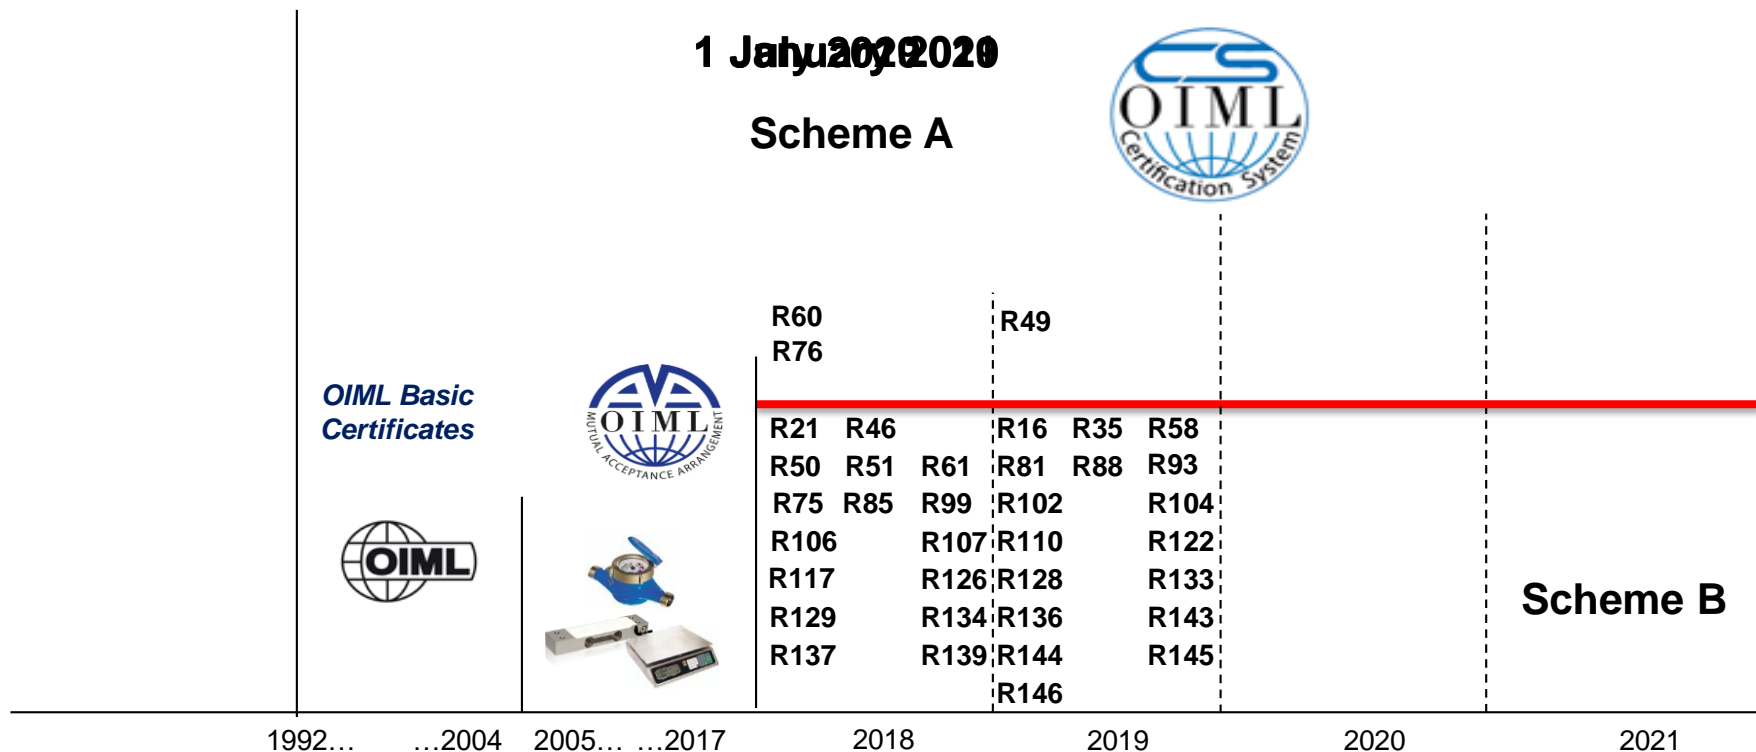 Scheme A
CS
OIML
Certification System
R60
R49
R76
OIML Basic
Certificates
OIML
MUTUAL ACCEPTANCE ARRANGEMENT
R21 R46 R16 R35 R58
R50 R51 R61 R81 R88 R93
R75 R85 R99 R102 R104
R106 R107 R110 R122
R117 R126 R128 R133
R129 R134 R136 R143
R137 R139 R144 R145
R146
OIML
Scheme B
1992… …2004 2005… …2017 2018 2019 2020 2021